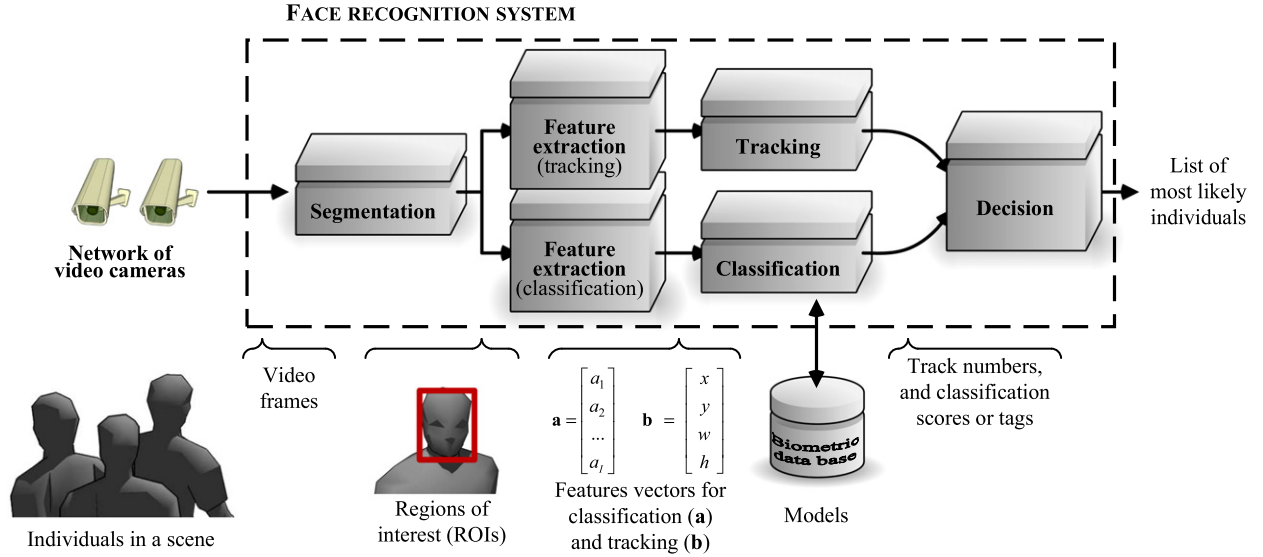 FACE RECOGNITION SYSTEM
Network of
video cameras
Segmentation
Feature
extraction
(tracking)
Feature
extraction
(classification)
Tracking
Classification
Decision
List of
most likely
individuals
Individuals in a scene
Video
frames
Regions of
interest (ROIs)
a = [a1 a2 ... aI]
b = [x y w h]
Features vectors for
classification (a)
and tracking (b)
Biometric
data base
Models
Track numbers,
and classification
scores or tags